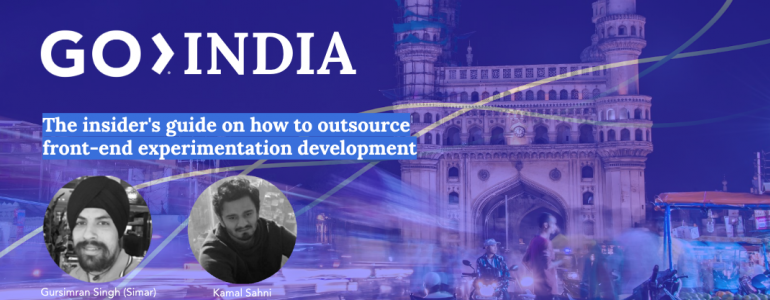 GO INDIA
The insider's guide on how to outsource
front-end experimentation development
Gursimran Singh (Simar)
Kamal Sahni